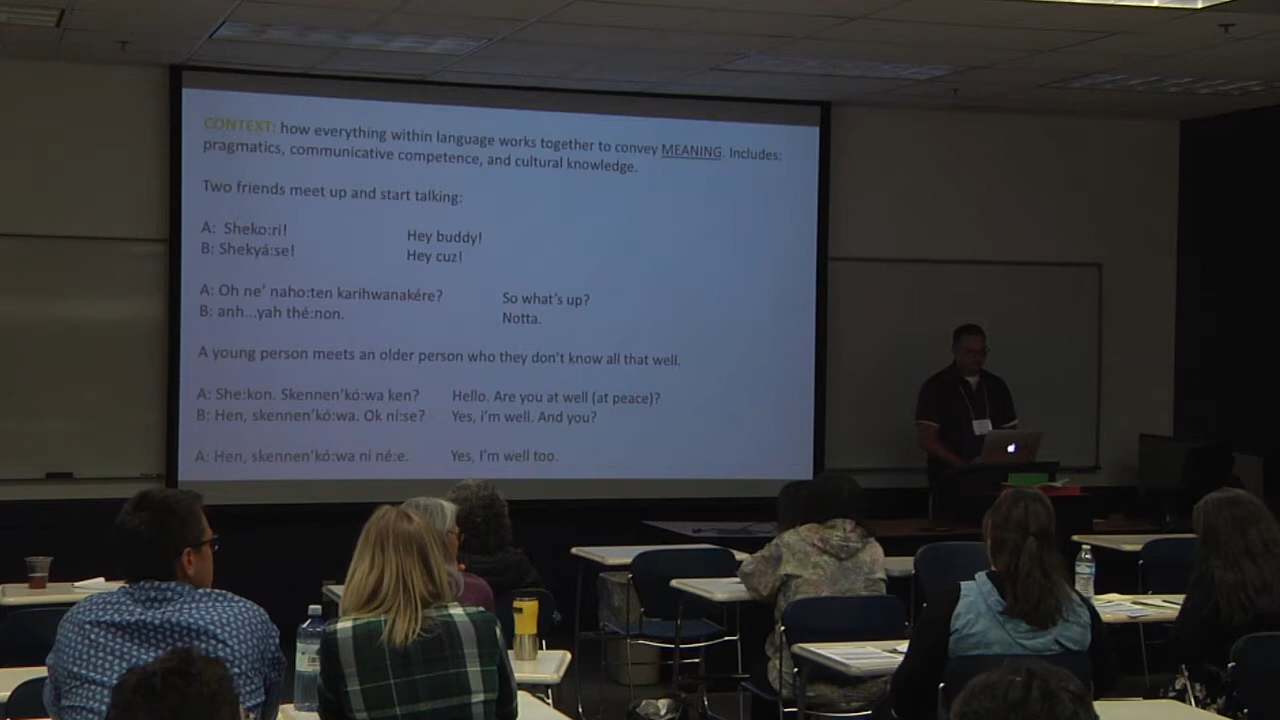 CONTEXT: how everything within language works together to convey MEANING. Includes:
pragmatics, communicative competence, and cultural knowledge.
Two friends meet up and start talking:
A: Sheko:ri! Hey buddy!
B: Shekyá:se! Hey cuz!
A: Oh ne’ naho:ten karihwanakére? So what’s up?
B: anh...yah thé:non. Notta.
A young person meets an older person who they don’t know all that well.
A: She:kon. Skennen’kó:wa ken? Hello. Are you at well (at peace)?
B: Hen, skennen’kó:wa. Ok ní:se? Yes, i’m well. And you?
A: Hen, skennen’kó:wa ni né:e. Yes, I’m well too.